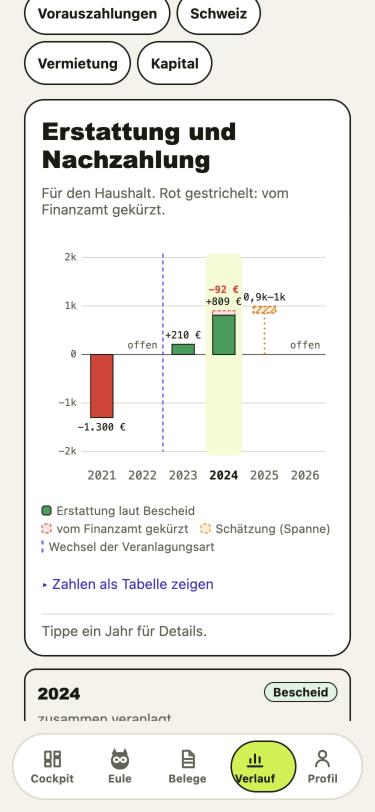 Vorauszahlungen
Schweiz
Vermietung
Kapital
Erstattung und
Nachzahlung
Für den Haushalt. Rot gestrichelt: vom
Finanzamt gekürzt.
2k
1k
0
−1k
−2k
−1.300 €
offen
+210 €
−92 €
+809 €
0,9k–1k
offen
2021 2022 2023 2024 2025 2026
Erstattung laut Bescheid
vom Finanzamt gekürzt
Schätzung (Spanne)
Wechsel der Veranlagungsart
▸ Zahlen als Tabelle zeigen
Tippe ein Jahr für Details.
2024
Bescheid
zusammen veranlagt
Cockpit
Eule
Belege
Verlauf
Profil